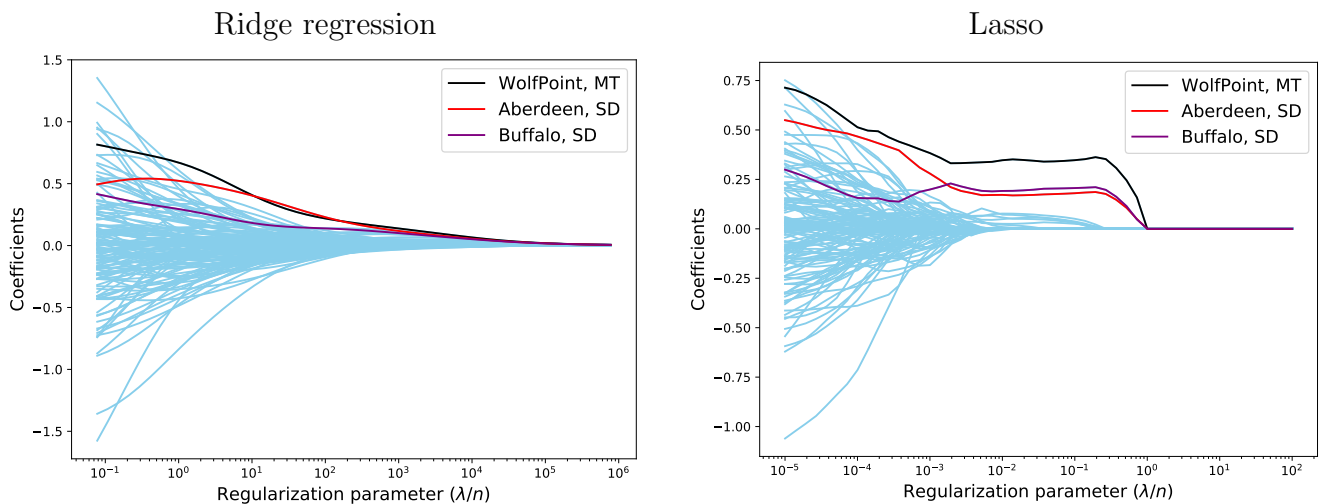 Ridge regression
1.5
1.0
0.5
0.0
−0.5
−1.0
−1.5
Coefficients
WolfPoint, MT
Aberdeen, SD
Buffalo, SD
10⁻¹ 10⁰ 10¹ 10² 10³ 10⁴ 10⁵ 10⁶
Regularization parameter (λ/n)
Lasso
0.75
0.50
0.25
0.00
−0.25
−0.50
−0.75
−1.00
Coefficients
WolfPoint, MT
Aberdeen, SD
Buffalo, SD
10⁻⁵ 10⁻⁴ 10⁻³ 10⁻² 10⁻¹ 10⁰ 10¹ 10²
Regularization parameter (λ/n)